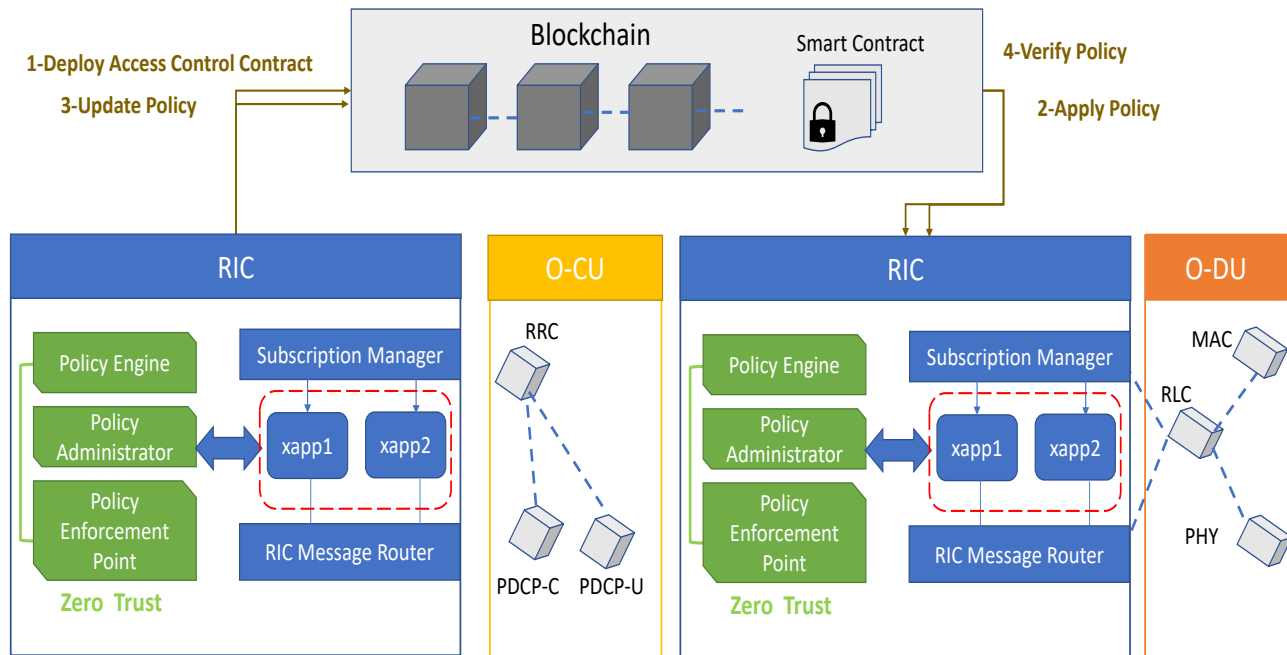 Blockchain
Smart Contract
1-Deploy Access Control Contract
3-Update Policy
4-Verify Policy
2-Apply Policy
RIC
Policy Engine
Policy
Administrator
Policy
Enforcement
Point
Zero Trust
Subscription Manager
xapp1
xapp2
RIC Message Router
O-CU
RRC
PDCP-C
PDCP-U
RIC
Policy Engine
Policy
Administrator
Policy
Enforcement
Point
Zero Trust
Subscription Manager
xapp1
xapp2
RIC Message Router
O-DU
MAC
RLC
PHY